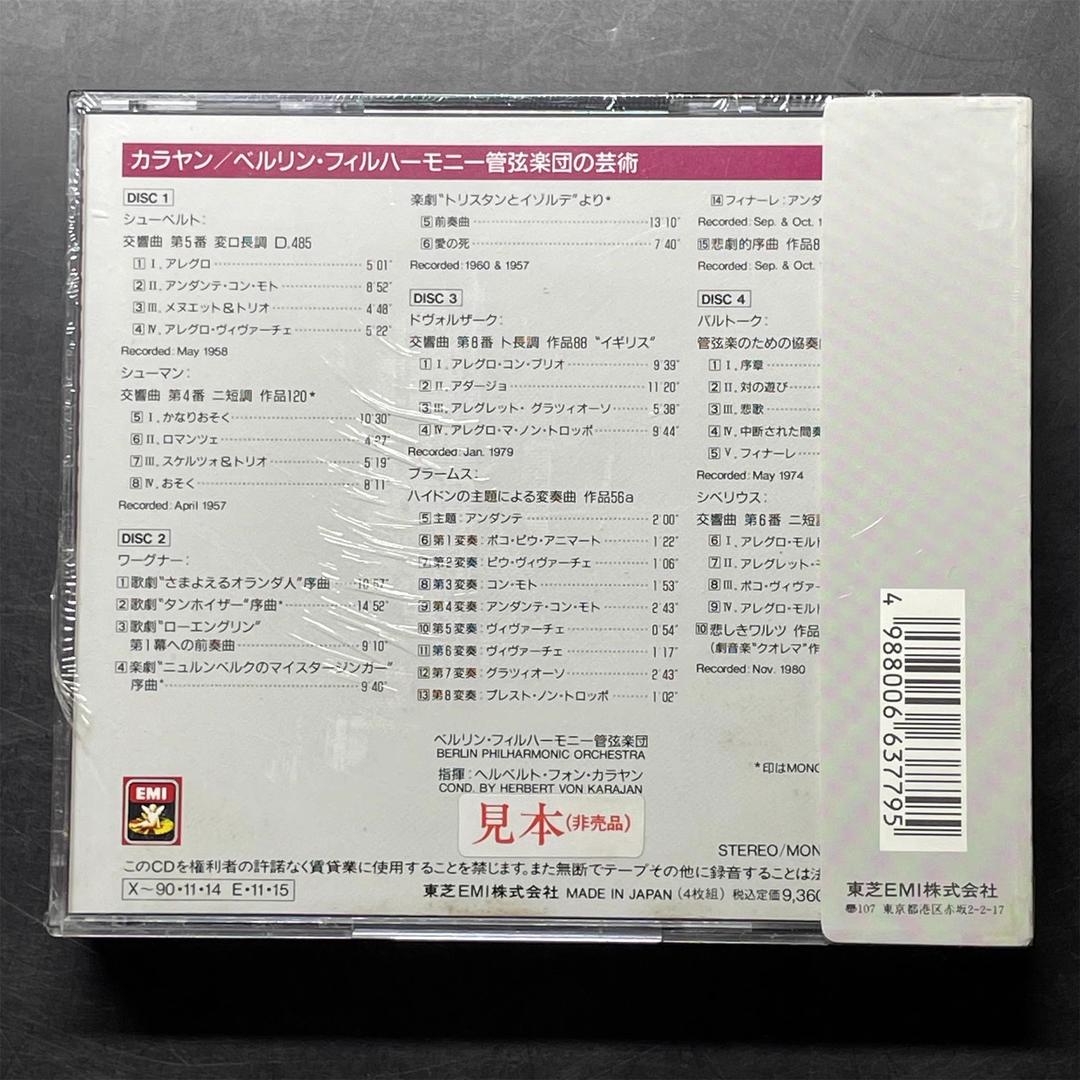 カラヤン／ベルリン・フィルハーモニー管弦楽団の芸術
DISC 1
シューベルト：
交響曲 第5番 変ロ長調 D.485
1 I. アレグロ 5'01"
2 II. アンダンテ・コン・モト 8'52"
3 III. メヌエット＆トリオ 4'48"
4 IV. アレグロ・ヴィヴァーチェ 5'22"
Recorded: May 1958
シューマン：
交響曲 第4番 ニ短調 作品120*
5 I. かなりおそく 10'30"
6 II. ロマンツェ 4'27"
7 III. スケルツォ＆トリオ 5'19"
8 IV. おそく 8'11"
Recorded: April 1957
DISC 2
ワーグナー：
1 歌劇“さまよえるオランダ人”序曲 10'57"
2 歌劇“タンホイザー”序曲* 14'52"
3 歌劇“ローエングリン”
第1幕への前奏曲 9'10"
4 楽劇“ニュルンベルクのマイスタージンガー”
序曲* 9'40"
楽劇“トリスタンとイゾルデ”より*
5 前奏曲 13'10"
6 愛の死 7'40"
Recorded: 1960 & 1957
DISC 3
ドヴォルザーク：
交響曲 第8番 ト長調 作品88 “イギリス”
1 I. アレグロ・コン・ブリオ 9'39"
2 II. アダージョ 11'20"
3 III. アレグレット・グラツィオーソ 5'38"
4 IV. アレグロ・マ・ノン・トロッポ 9'44"
Recorded: Jan. 1979
ブラームス：
ハイドンの主題による変奏曲 作品56a
5 主題：アンダンテ 2'00"
6 第1変奏：ポコ・ピウ・アニマート 1'22"
7 第2変奏：ピウ・ヴィヴァーチェ 1'06"
8 第3変奏：コン・モト 1'53"
9 第4変奏：アンダンテ・コン・モト 2'43"
10 第5変奏：ヴィヴァーチェ 0'54"
11 第6変奏：ヴィヴァーチェ 1'17"
12 第7変奏：グラツィオーソ 2'43"
13 第8変奏：プレスト・ノン・トロッポ 1'02"
14 フィナーレ：アンダ
Recorded: Sep. & Oct. 1
15 悲劇的序曲 作品8
Recorded: Sep. & Oct.
DISC 4
バルトーク：
管弦楽のための協奏
1 I. 序章
2 II. 対の遊び
3 III. 悲歌
4 IV. 中断された間奏
5 V. フィナーレ
Recorded: May 1974
シベリウス：
交響曲 第6番 ニ短
6 I. アレグロ・モル
7 II. アレグレット・
8 III. ポコ・ヴィヴァー
9 IV. アレグロ・モル
10 悲しきワルツ 作品
(劇音楽“クオレマ”作
Recorded: Nov. 1980
ベルリン・フィルハーモニー管弦楽団
BERLIN PHILHARMONIC ORCHESTRA
指揮：ヘルベルト・フォン・カラヤン
COND. BY HERBERT VON KARAJAN
*印はMONO
見本(非売品)
EMI
STEREO/MON
このCDを権利者の許諾なく賃貸業に使用することを禁じます。また無断でテープその他に録音することは法
X〜90・11・14 E・11・15
東芝EMI株式会社 MADE IN JAPAN (4枚組) 税込定価9,360
4 988006 637795
東芝EMI株式会社
〒107 東京都港区赤坂2-2-17